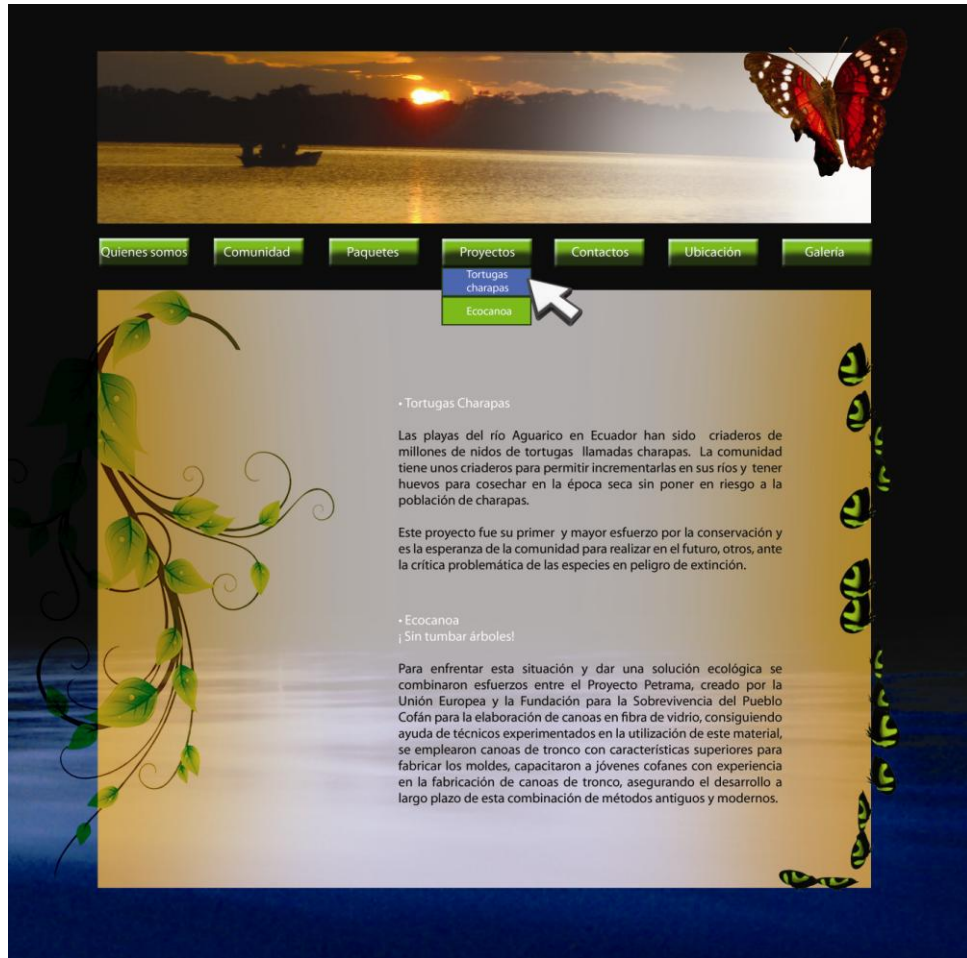 Quienes somos Comunidad Paquetes Proyectos Contactos Ubicación Galería
Tortugas
charapas
Ecocanoa
• Tortugas Charapas
Las playas del río Aguarico en Ecuador han sido criaderos de
millones de nidos de tortugas llamadas charapas. La comunidad
tiene unos criaderos para permitir incrementarlas en sus ríos y tener
huevos para cosechar en la época seca sin poner en riesgo a la
población de charapas.
Este proyecto fue su primer y mayor esfuerzo por la conservación y
es la esperanza de la comunidad para realizar en el futuro, otros, ante
la crítica problemática de las especies en peligro de extinción.
• Ecocanoa
¡ Sin tumbar árboles!
Para enfrentar esta situación y dar una solución ecológica se
combinaron esfuerzos entre el Proyecto Petrama, creado por la
Unión Europea y la Fundación para la Sobrevivencia del Pueblo
Cofán para la elaboración de canoas en fibra de vidrio, consiguiendo
ayuda de técnicos experimentados en la utilización de este material,
se emplearon canoas de tronco con características superiores para
fabricar los moldes, capacitaron a jóvenes cofanes con experiencia
en la fabricación de canoas de tronco, asegurando el desarrollo a
largo plazo de esta combinación de métodos antiguos y modernos.